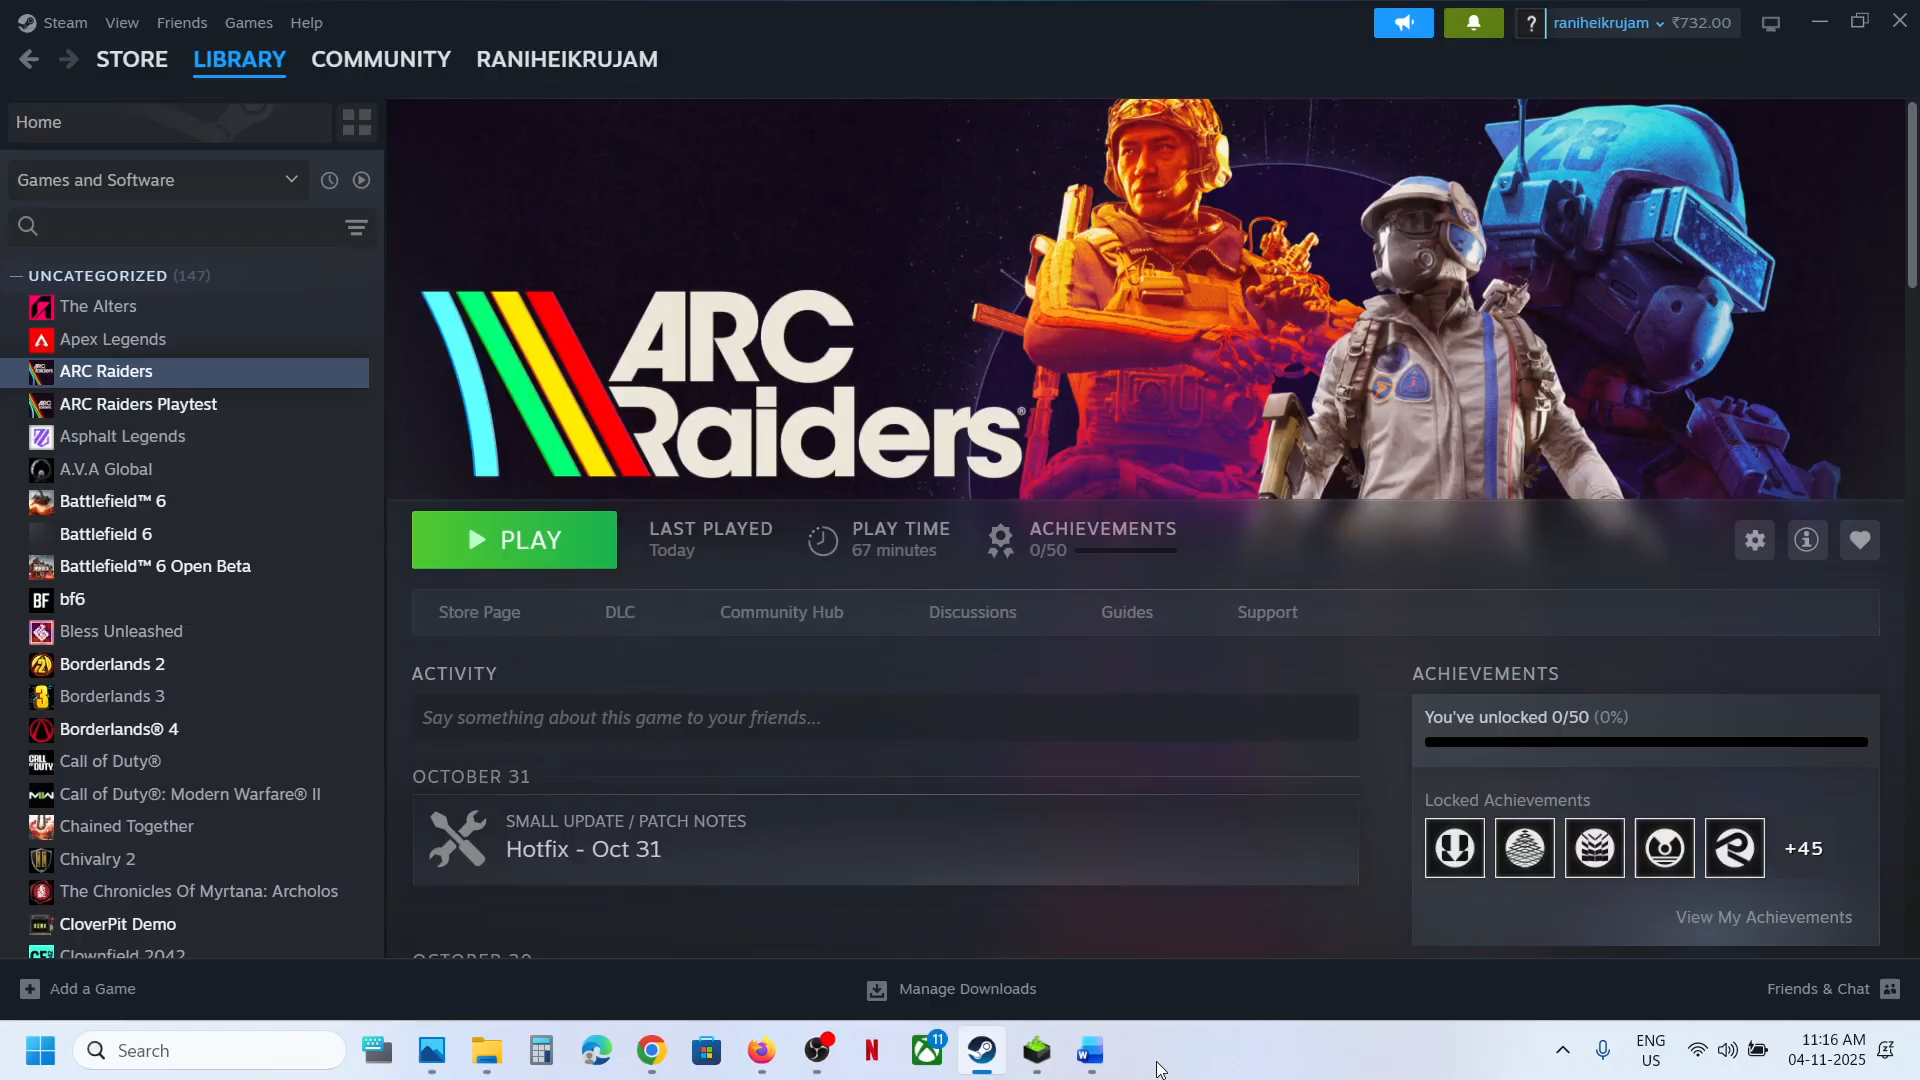 Steam View Friends Games Help
? raniheikrujam ₹732.00
STORE LIBRARY COMMUNITY RANIHEIKRUJAM
Home
Games and Software
UNCATEGORIZED (147)
The Alters
Apex Legends
ARC Raiders
ARC Raiders Playtest
Asphalt Legends
A.V.A Global
Battlefield™ 6
Battlefield 6
Battlefield™ 6 Open Beta
BF bf6
Bless Unleashed
Borderlands 2
Borderlands 3
Borderlands® 4
Call of Duty®
Call of Duty®: Modern Warfare® II
Chained Together
Chivalry 2
The Chronicles Of Myrtana: Archolos
CloverPit Demo
Clownfield 2042
ARC
Raiders®
28
PLAY
LAST PLAYED
Today
PLAY TIME
67 minutes
ACHIEVEMENTS
0/50
Store Page DLC Community Hub Discussions Guides Support
ACTIVITY
Say something about this game to your friends...
OCTOBER 31
SMALL UPDATE / PATCH NOTES
Hotfix - Oct 31
OCTOBER 30
ACHIEVEMENTS
You've unlocked 0/50 (0%)
Locked Achievements
+45
View My Achievements
Add a Game
Manage Downloads
Friends & Chat
Search
11
ENG
US
11:16 AM
04-11-2025